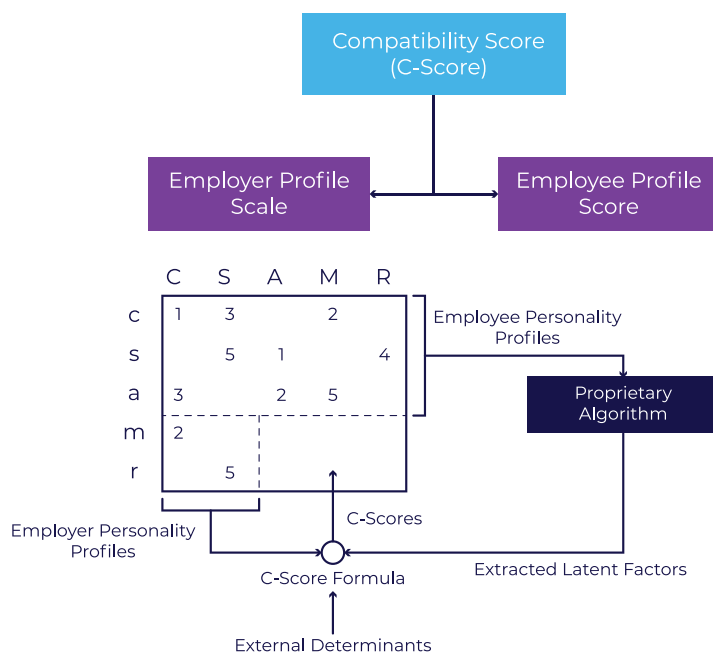 Compatibility Score
(C-Score)
Employer Profile
Scale
Employee Profile
Score
C S A M R
c 1 3 2
s 5 1 4
a 3 2 5
m 2
r 5
Employee Personality
Profiles
Proprietary
Algorithm
Employer Personality
Profiles
C-Scores
C-Score Formula
Extracted Latent Factors
External Determinants